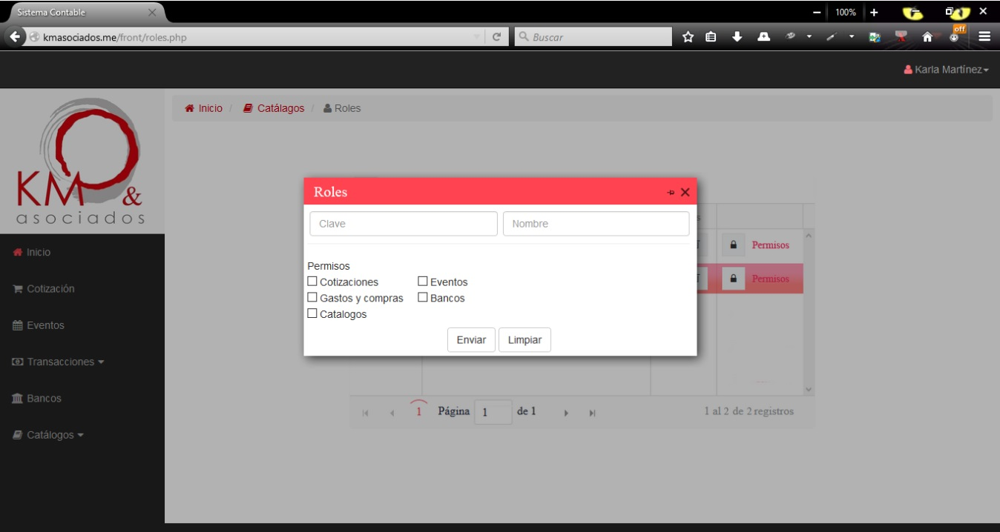 Sistema Contable
100%
kmasociados.me/front/roles.php
Buscar
off
Karla Martínez
KM &
asociados
Inicio / Catálagos / Roles
Inicio
Cotización
Eventos
Transacciones
Bancos
Catálogos
Roles
Clave
Nombre
Permisos
Cotizaciones
Eventos
Gastos y compras
Bancos
Catalogos
Enviar
Limpiar
Permisos
Permisos
1 Página 1 de 1
1 al 2 de 2 registros